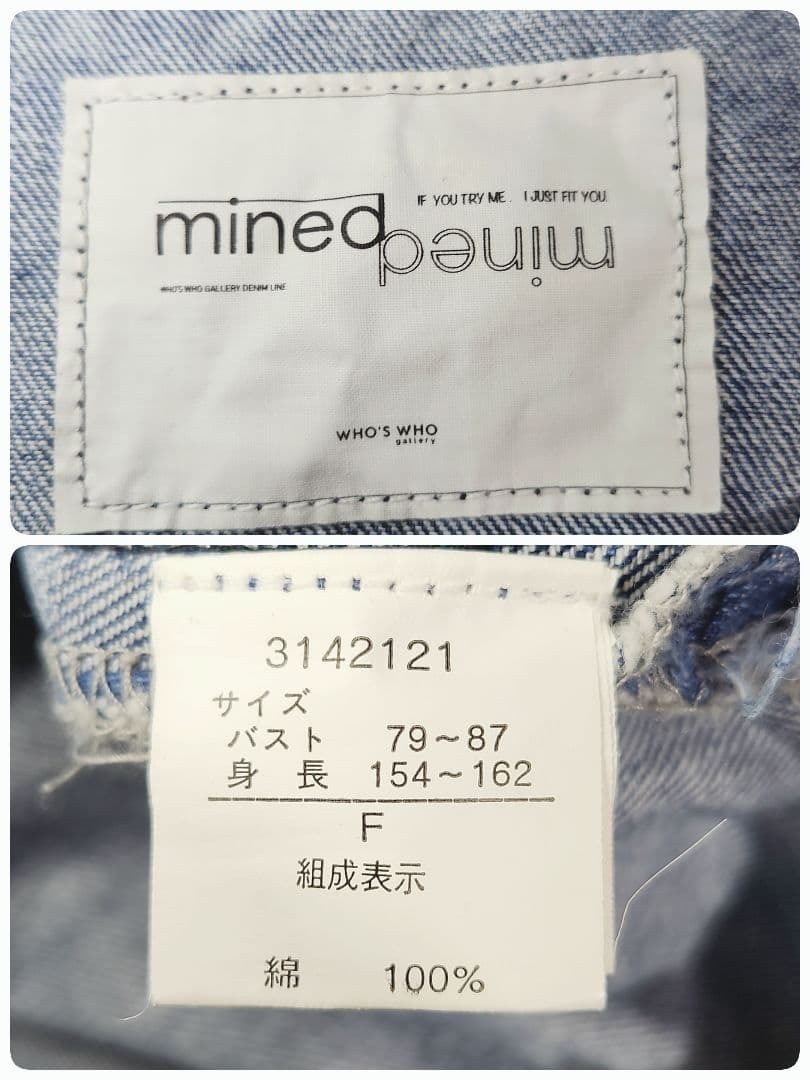 IF YOU TRY ME. I JUST FIT YOU.
mined
mined
WHO'S WHO GALLERY DENIM LINE
WHO'S WHO
gallery
3142121
サイズ
バスト 79～87
身 長 154～162
F
組成表示
綿 100%